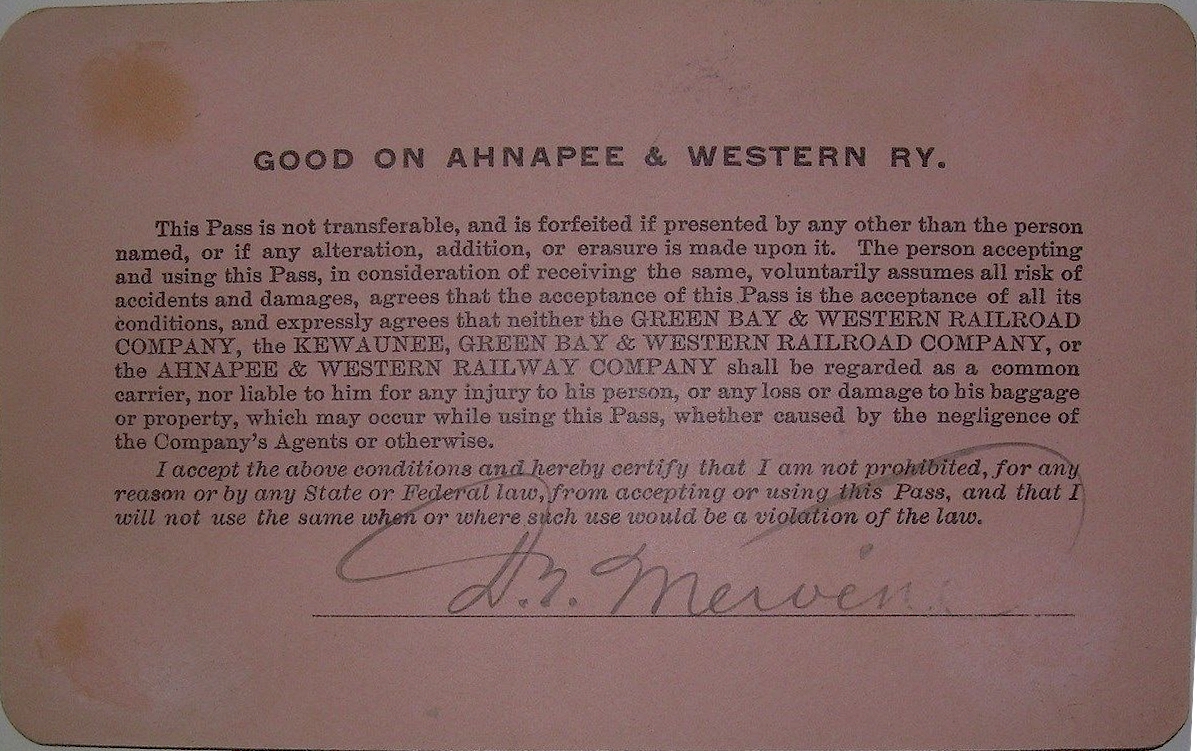 GOOD ON AHNAPEE & WESTERN RY.
This Pass is not transferable, and is forfeited if presented by any other than the person
named, or if any alteration, addition, or erasure is made upon it. The person accepting
and using this Pass, in consideration of receiving the same, voluntarily assumes all risk of
accidents and damages, agrees that the acceptance of this Pass is the acceptance of all its
conditions, and expressly agrees that neither the GREEN BAY & WESTERN RAILROAD
COMPANY, the KEWAUNEE, GREEN BAY & WESTERN RAILROAD COMPANY, or
the AHNAPEE & WESTERN RAILWAY COMPANY shall be regarded as a common
carrier, nor liable to him for any injury to his person, or any loss or damage to his baggage
or property, which may occur while using this Pass, whether caused by the negligence of
the Company's Agents or otherwise.
I accept the above conditions and hereby certify that I am not prohibited, for any
reason or by any State or Federal law, from accepting or using this Pass, and that I
will not use the same when or where such use would be a violation of the law.